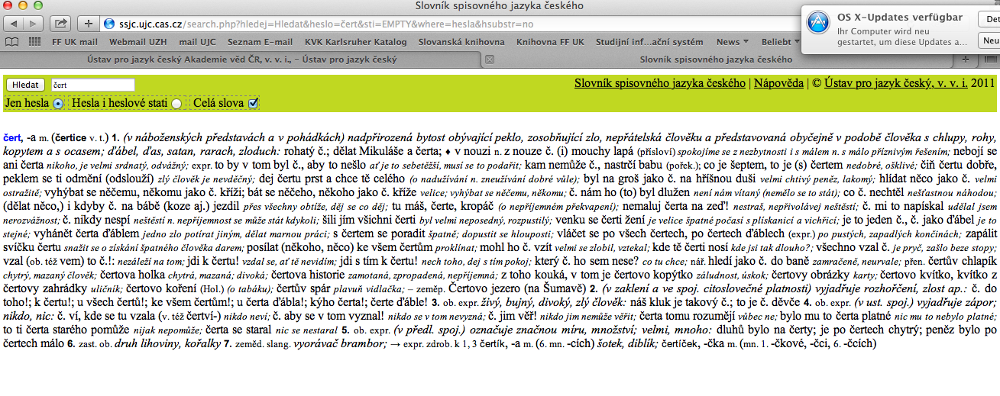 Slovník spisovného jazyka českého
ssjc.ujc.cas.cz/search.php?hledej=Hledat&heslo=čert&sti=EMPTY&where=hesla&hsubstr=no
OS X-Updates verfügbar
Ihr Computer wird neu
gestartet, um diese Updates a...
Det
Neu
FF UK mail Webmail UZH mail UJC Seznam E-mail KVK Karlsruher Katalog Slovanská knihovna Knihovna FF UK Studijní inf...ační systém News Beliebt
Ústav pro jazyk český Akademie věd ČR, v. v. i., – Ústav pro jazyk český
Slovník spisovného jazyka českého
Hledat čert
Slovník spisovného jazyka českého | Nápověda | © Ústav pro jazyk český, v. v. i. 2011
Jen hesla Hesla i heslové stati Celá slova
čert, -a m. (čertice v. t.) 1. (v náboženských představách a v pohádkách) nadpřirozená bytost obývající peklo, zosobňující zlo, nepřátelská člověku a představovaná obyčejně v podobě člověka s chlupy, rohy,
kopytem a s ocasem; ďábel, ďas, satan, rarach, zloduch: rohatý č.; dělat Mikuláše a čerta; ♦ v nouzi n. z nouze č. (i) mouchy lapá (přísloví) spokojíme se z nezbytnosti i s málem n. s málo příznivým řešením; nebojí se
ani čerta nikoho, je velmi srdnatý, odvážný; expr. to by v tom byl č., aby to nešlo ať je to sebetěžší, musí se to podařit; kam nemůže č., nastrčí babu (pořek.); co je šeptem, to je (s) čertem nedobré, ošklivé; čiň čertu dobře,
peklem se ti odmění (odslouží) zlý člověk je nevděčný; dej čertu prst a chce tě celého (o nadužívání n. zneužívání dobré vůle); byl na groš jako č. na hříšnou duši velmi chtivý peněz, lakomý; hlídat něco jako č. velmi
ostražitě; vyhýbat se něčemu, někomu jako č. kříži; bát se něčeho, někoho jako č. kříže velice; vyhýbat se něčemu, někomu; č. nám ho (to) byl dlužen není nám vítaný (nemělo se to stát); co č. nechtěl nešťastnou náhodou;
(dělat něco,) i kdyby č. na bábě (koze aj.) jezdil přes všechny obtíže, děj se co děj; tu máš, čerte, kropáč (o nepříjemném překvapení); nemaluj čerta na zeď! nestraš, nepřivolávej neštěstí; č. mi to napískal udělal jsem
nerozvážnost; č. nikdy nespí neštěstí n. nepříjemnost se může stát kdykoli; šili jím všichni čerti byl velmi neposedný, rozpustilý; venku se čerti žení je velice špatné počasí s plískanicí a vichřicí; je to jeden č., č. jako ďábel je to
stejné; vyhánět čerta ďáblem jedno zlo potírat jiným, dělat marnou práci; s čertem se poradit špatně; dopustit se hlouposti; vláčet se po všech čertech, po čertech ďáblech (expr.) po pustých, zapadlých končinách; zapálit
svíčku čertu snažit se o získání špatného člověka darem; posílat (někoho, něco) ke všem čertům proklínat; mohl ho č. vzít velmi se zlobil, vztekal; kde tě čerti nosí kde jsi tak dlouho?; všechno vzal č. je pryč, zašlo beze stopy;
vzal (ob. též vem) to č.!: nezáleží na tom; jdi k čertu! vzdal se, ať tě nevidím; jdi s tím k čertu! nech toho, dej s tím pokoj; který č. ho sem nese? co tu chce; nář. hledí jako č. do baně zamračeně, neurvale; přen. čertův chlapík
chytrý, mazaný člověk; čertova holka chytrá, mazaná; divoká; čertova historie zamotaná, zpropadená, nepříjemná; z toho kouká, v tom je čertovo kopýtko záludnost, úskok; čertovy obrázky karty; čertovo kvítko, kvítko z
čertovy zahrádky uličník; čertovo koření (Hol.) (o tabáku); čertův spár plavuň vidlačka; – zeměp. Čertovo jezero (na Šumavě) 2. (v zaklení a ve spoj. citoslovečné platnosti) vyjadřuje rozhořčení, zlost ap.: č. do
toho!; k čertu!; u všech čertů!; ke všem čertům!; u čerta ďábla!; kýho čerta!; čerte ďáble! 3. ob. expr. živý, bujný, divoký, zlý člověk: náš kluk je takový č.; to je č. děvče 4. ob. expr. (v ust. spoj.) vyjadřuje zápor;
nikdo, nic: č. ví, kde se tu vzala (v. též čertví-) nikdo neví; č. aby se v tom vyznal! nikdo se v tom nevyzná; č. jim věř! nikdo jim nemůže věřit; čerta tomu rozumějí vůbec ne; bylo mu to čerta platné nic mu to nebylo platné;
to ti čerta starého pomůže nijak nepomůže; čerta se staral nic se nestaral 5. ob. expr. (v předl. spoj.) označuje značnou míru, množství; velmi, mnoho: dluhů bylo na čerty; je po čertech chytrý; peněz bylo po
čertech málo 6. zast. ob. druh lihoviny, kořalky 7. zeměd. slang. vyorávač brambor; → expr. zdrob. k 1, 3 čertík, -a m. (6. mn. -cích) šotek, diblík; čertíček, -čka m. (mn. 1. -čkové, -čci, 6. -čcích)